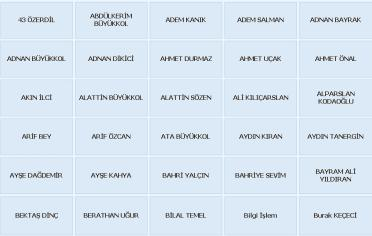 43 ÖZERDİL
ABDÜLKERİM
BÜYÜKKOL
ADEM KANIK
ADEM SALMAN
ADNAN BAYRAK
ADNAN BÜYÜKKOL
ADNAN DİKİCİ
AHMET DURMAZ
AHMET UÇAK
AHMET ÖNAL
AKIN İLCİ
ALATTİN BÜYÜKKOL
ALATTİN SÖZEN
ALİ KILIÇARSLAN
ALPARSLAN
KODAOĞLU
ARİF BEY
ARİF ÖZCAN
ATA BÜYÜKKOL
AYDIN KIRAN
AYDIN TANERGİN
AYŞE DAĞDEMİR
AYŞE KAHYA
BAHRİ YALÇIN
BAHRİYE SEVİM
BAYRAM ALİ
YILDIRAN
BEKTAŞ DİNÇ
BERATHAN UĞUR
BİLAL TEMEL
Bilgi İşlem
Burak KEÇECİ